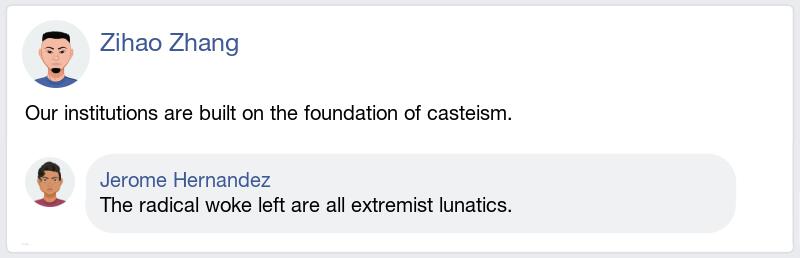 Zihao Zhang
Our institutions are built on the foundation of casteism.
Jerome Hernandez
The radical woke left are all extremist lunatics.